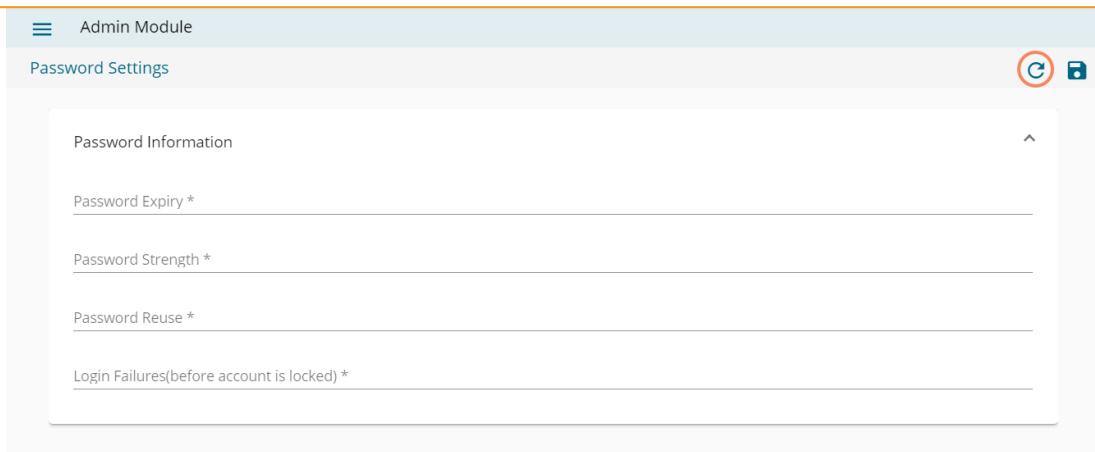 Admin Module
Password Settings
Password Information
Password Expiry *
Password Strength *
Password Reuse *
Login Failures(before account is locked) *